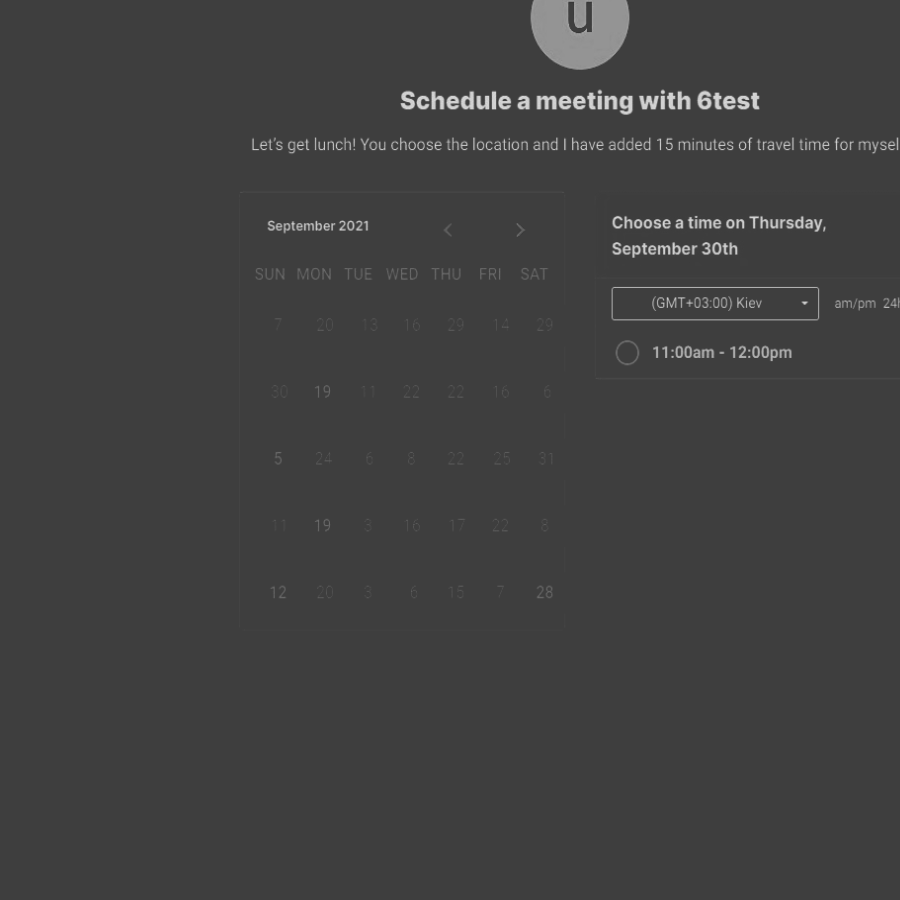 u
Schedule a meeting with 6test
Let's get lunch! You choose the location and I have added 15 minutes of travel time for mysel
September 2021
SUN MON TUE WED THU FRI SAT
7 20 13 16 29 14 29
30 19 11 22 22 16 6
5 24 6 8 22 25 31
11 19 3 16 17 22 8
12 20 3 6 15 7 28
Choose a time on Thursday,
September 30th
(GMT+03:00) Kiev am/pm 24h
11:00am - 12:00pm